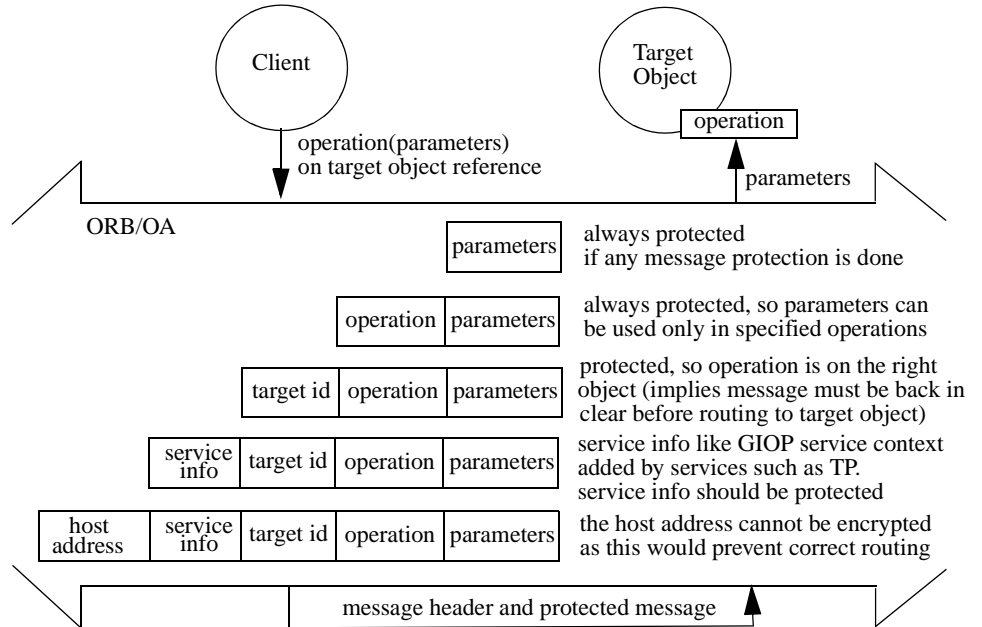 Client
Target
Object
operation
operation(parameters)
on target object reference
parameters
ORB/OA
parameters
always protected
if any message protection is done
operation parameters
always protected, so parameters can
be used only in specified operations
target id operation parameters
protected, so operation is on the right
object (implies message must be back in
clear before routing to target object)
service
info
target id operation parameters
service info like GIOP service context
added by services such as TP.
service info should be protected
host
address
service
info
target id operation parameters
the host address cannot be encrypted
as this would prevent correct routing
message header and protected message